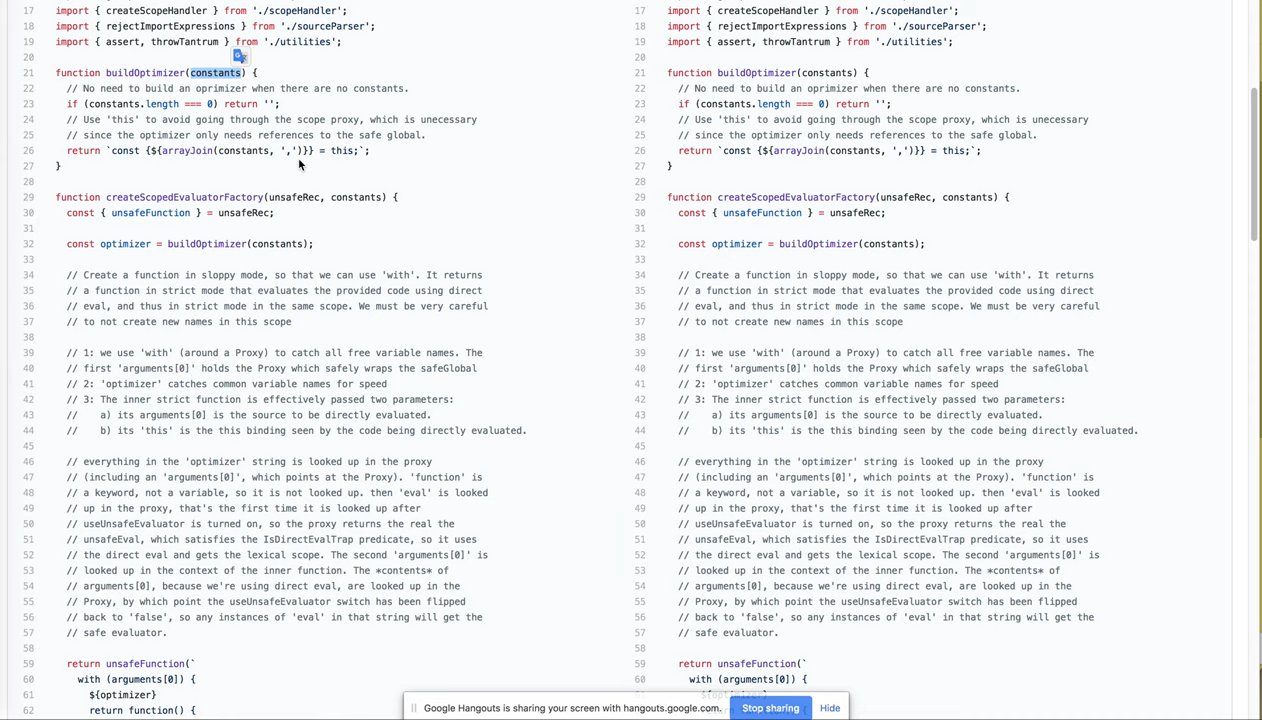 17 import { createScopeHandler } from './scopeHandler';
18 import { rejectImportExpressions } from './sourceParser';
19 import { assert, throwTantrum } from './utilities';
20
21 function buildOptimizer(constants) {
22 // No need to build an oprimizer when there are no constants.
23 if (constants.length === 0) return '';
24 // Use 'this' to avoid going through the scope proxy, which is unecessary
25 // since the optimizer only needs references to the safe global.
26 return `const {${arrayJoin(constants, ',')}} = this;`;
27 }
28
29 function createScopedEvaluatorFactory(unsafeRec, constants) {
30 const { unsafeFunction } = unsafeRec;
31
32 const optimizer = buildOptimizer(constants);
33
34 // Create a function in sloppy mode, so that we can use 'with'. It returns
35 // a function in strict mode that evaluates the provided code using direct
36 // eval, and thus in strict mode in the same scope. We must be very careful
37 // to not create new names in this scope
38
39 // 1: we use 'with' (around a Proxy) to catch all free variable names. The
40 // first 'arguments[0]' holds the Proxy which safely wraps the safeGlobal
41 // 2: 'optimizer' catches common variable names for speed
42 // 3: The inner strict function is effectively passed two parameters:
43 // a) its arguments[0] is the source to be directly evaluated.
44 // b) its 'this' is the this binding seen by the code being directly evaluated.
45
46 // everything in the 'optimizer' string is looked up in the proxy
47 // (including an 'arguments[0]', which points at the Proxy). 'function' is
48 // a keyword, not a variable, so it is not looked up. then 'eval' is looked
49 // up in the proxy, that's the first time it is looked up after
50 // useUnsafeEvaluator is turned on, so the proxy returns the real the
51 // unsafeEval, which satisfies the IsDirectEvalTrap predicate, so it uses
52 // the direct eval and gets the lexical scope. The second 'arguments[0]' is
53 // looked up in the context of the inner function. The *contents* of
54 // arguments[0], because we're using direct eval, are looked up in the
55 // Proxy, by which point the useUnsafeEvaluator switch has been flipped
56 // back to 'false', so any instances of 'eval' in that string will get the
57 // safe evaluator.
58
59 return unsafeFunction(`
60 with (arguments[0]) {
61 ${optimizer}
62 return function() {
17 import { createScopeHandler } from './scopeHandler';
18 import { rejectImportExpressions } from './sourceParser';
19 import { assert, throwTantrum } from './utilities';
20
21 function buildOptimizer(constants) {
22 // No need to build an oprimizer when there are no constants.
23 if (constants.length === 0) return '';
24 // Use 'this' to avoid going through the scope proxy, which is unecessary
25 // since the optimizer only needs references to the safe global.
26 return `const {${arrayJoin(constants, ',')}} = this;`;
27 }
28
29 function createScopedEvaluatorFactory(unsafeRec, constants) {
30 const { unsafeFunction } = unsafeRec;
31
32 const optimizer = buildOptimizer(constants);
33
34 // Create a function in sloppy mode, so that we can use 'with'. It returns
35 // a function in strict mode that evaluates the provided code using direct
36 // eval, and thus in strict mode in the same scope. We must be very careful
37 // to not create new names in this scope
38
39 // 1: we use 'with' (around a Proxy) to catch all free variable names. The
40 // first 'arguments[0]' holds the Proxy which safely wraps the safeGlobal
41 // 2: 'optimizer' catches common variable names for speed
42 // 3: The inner strict function is effectively passed two parameters:
43 // a) its arguments[0] is the source to be directly evaluated.
44 // b) its 'this' is the this binding seen by the code being directly evaluated.
45
46 // everything in the 'optimizer' string is looked up in the proxy
47 // (including an 'arguments[0]', which points at the Proxy). 'function' is
48 // a keyword, not a variable, so it is not looked up. then 'eval' is looked
49 // up in the proxy, that's the first time it is looked up after
50 // useUnsafeEvaluator is turned on, so the proxy returns the real the
51 // unsafeEval, which satisfies the IsDirectEvalTrap predicate, so it uses
52 // the direct eval and gets the lexical scope. The second 'arguments[0]' is
53 // looked up in the context of the inner function. The *contents* of
54 // arguments[0], because we're using direct eval, are looked up in the
55 // Proxy, by which point the useUnsafeEvaluator switch has been flipped
56 // back to 'false', so any instances of 'eval' in that string will get the
57 // safe evaluator.
58
59 return unsafeFunction(`
60 with (arguments[0]) {
${optimizer}
Google Hangouts is sharing your screen with hangouts.google.com.
Stop sharing
Hide